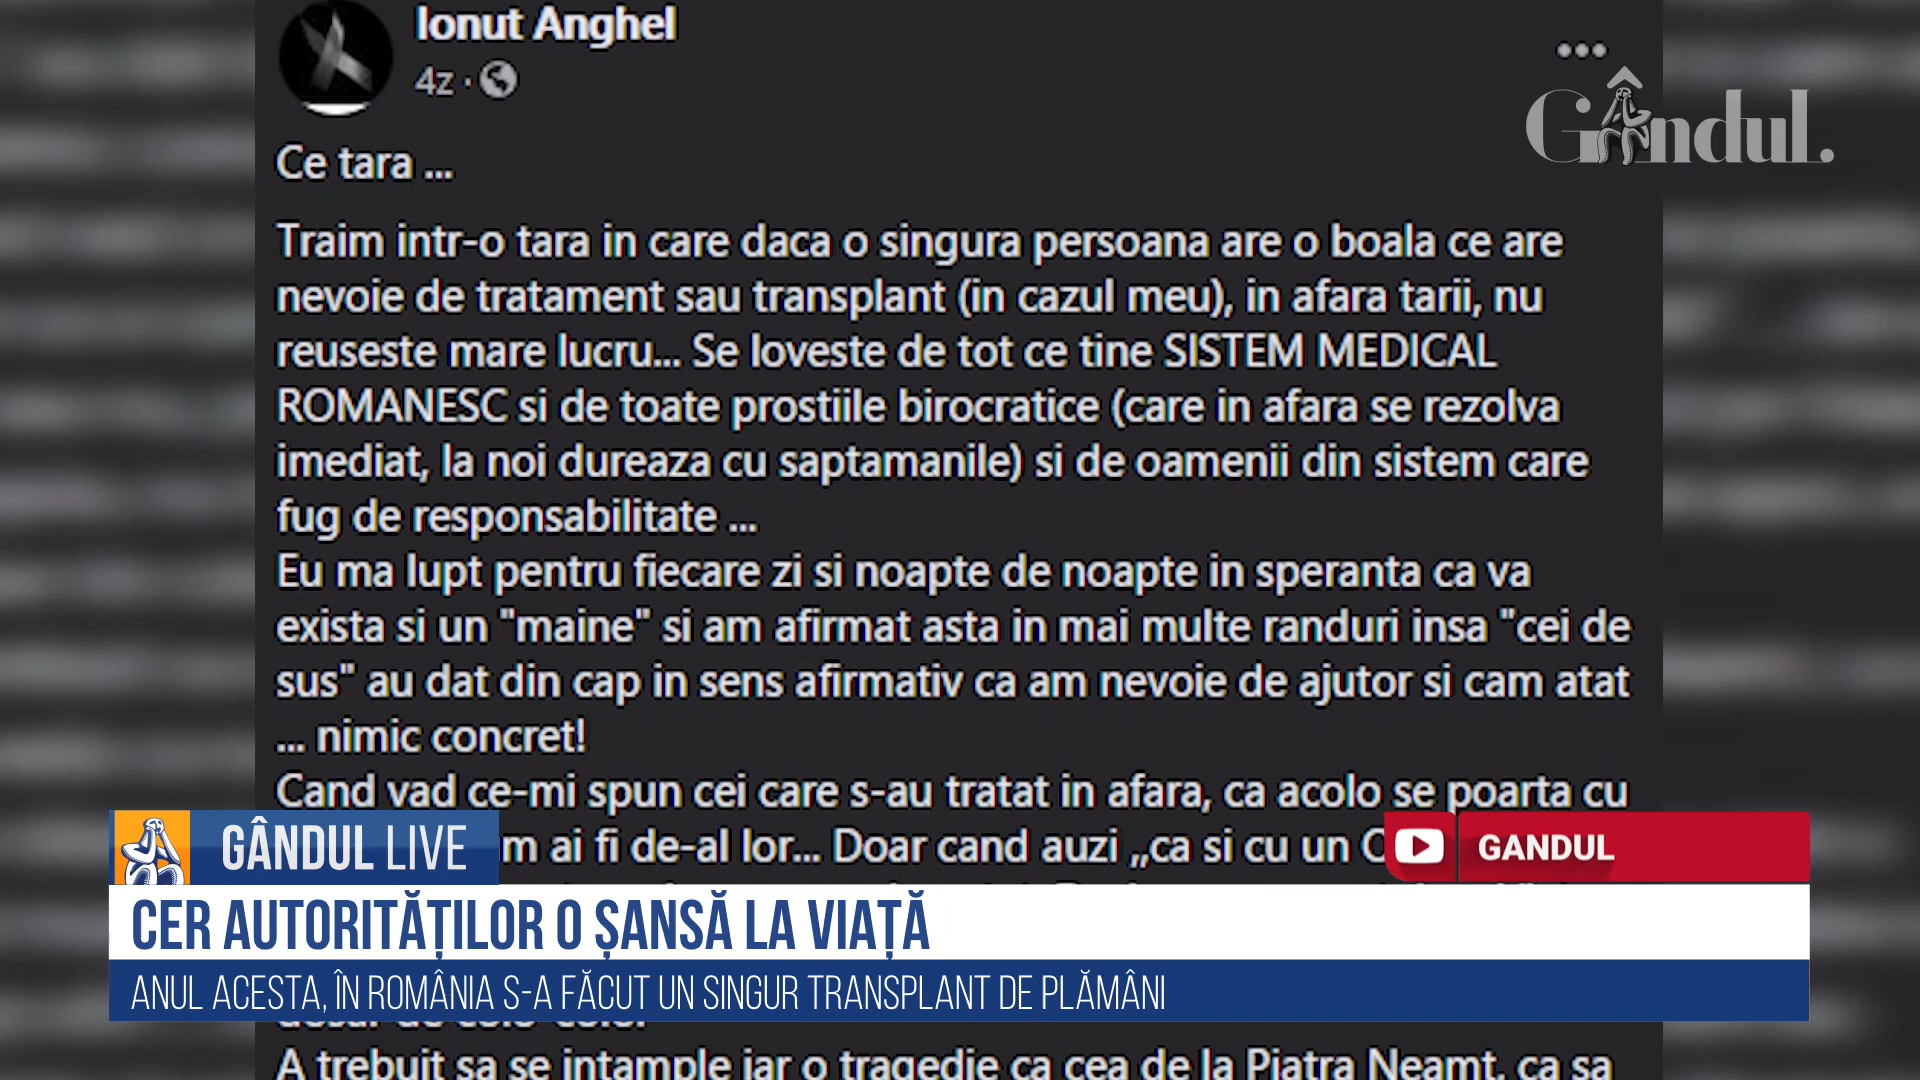 Ionut Anghel
4z ·
Gândul.
Ce tara ...
Traim intr-o tara in care daca o singura persoana are o boala ce are
nevoie de tratament sau transplant (in cazul meu), in afara tarii, nu
reuseste mare lucru... Se loveste de tot ce tine SISTEM MEDICAL
ROMANESC si de toate prostiile birocratice (care in afara se rezolva
imediat, la noi dureaza cu saptamanile) si de oamenii din sistem care
fug de responsabilitate ...
Eu ma lupt pentru fiecare zi si noapte de noapte in speranta ca va
exista si un "maine" si am afirmat asta in mai multe randuri insa "cei de
sus" au dat din cap in sens afirmativ ca am nevoie de ajutor si cam atat
... nimic concret!
Cand vad ce-mi spun cei care s-au tratat in afara, ca acolo se poarta cu
ai fi de-al lor... Doar cand auzi „ca si cu un
GÂNDUL LIVE
GANDUL
CER AUTORITĂȚILOR O ȘANSĂ LA VIAȚĂ
ANUL ACESTA, ÎN ROMÂNIA S-A FĂCUT UN SINGUR TRANSPLANT DE PLĂMÂNI
A trebuit sa se intample iar o tragedie ca cea de la Piatra Neamt, ca sa